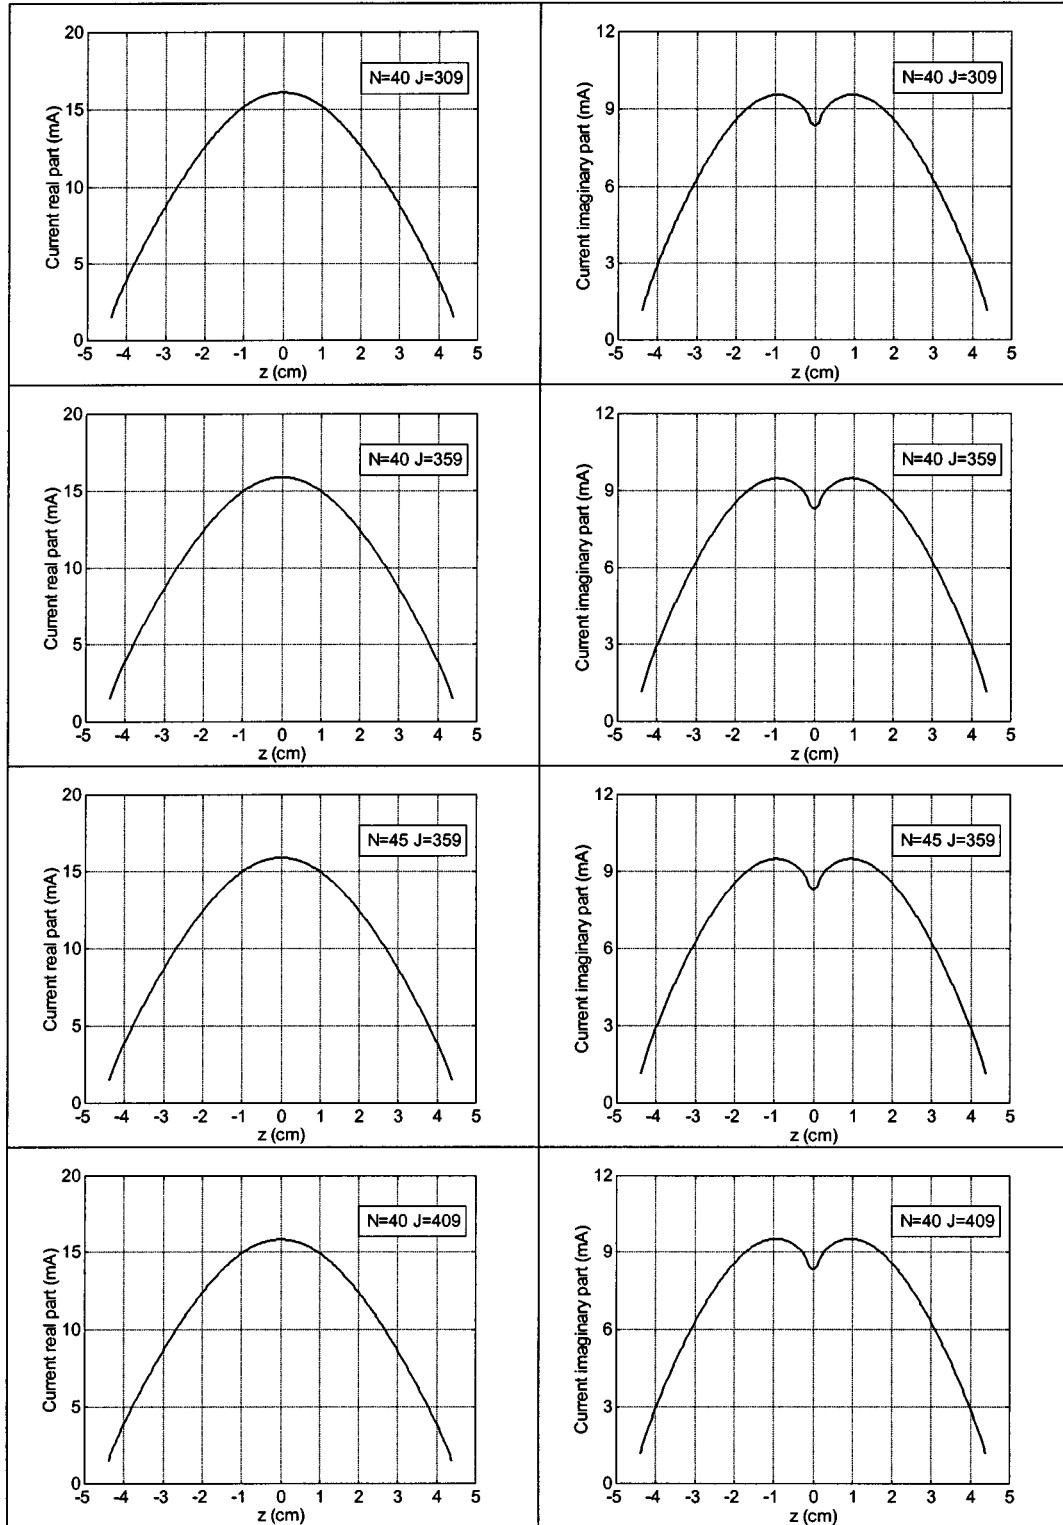 20
15
10
5
0
Current real part (mA)
N=40 J=309
-5 -4 -3 -2 -1 0 1 2 3 4 5
z (cm)
12
9
6
3
0
Current imaginary part (mA)
N=40 J=309
-5 -4 -3 -2 -1 0 1 2 3 4 5
z (cm)
20
15
10
5
0
Current real part (mA)
N=40 J=359
-5 -4 -3 -2 -1 0 1 2 3 4 5
z (cm)
12
9
6
3
0
Current imaginary part (mA)
N=40 J=359
-5 -4 -3 -2 -1 0 1 2 3 4 5
z (cm)
20
15
10
5
0
Current real part (mA)
N=45 J=359
-5 -4 -3 -2 -1 0 1 2 3 4 5
z (cm)
12
9
6
3
0
Current imaginary part (mA)
N=45 J=359
-5 -4 -3 -2 -1 0 1 2 3 4 5
z (cm)
20
15
10
5
0
Current real part (mA)
N=40 J=409
-5 -4 -3 -2 -1 0 1 2 3 4 5
z (cm)
12
9
6
3
0
Current imaginary part (mA)
N=40 J=409
-5 -4 -3 -2 -1 0 1 2 3 4 5
z (cm)